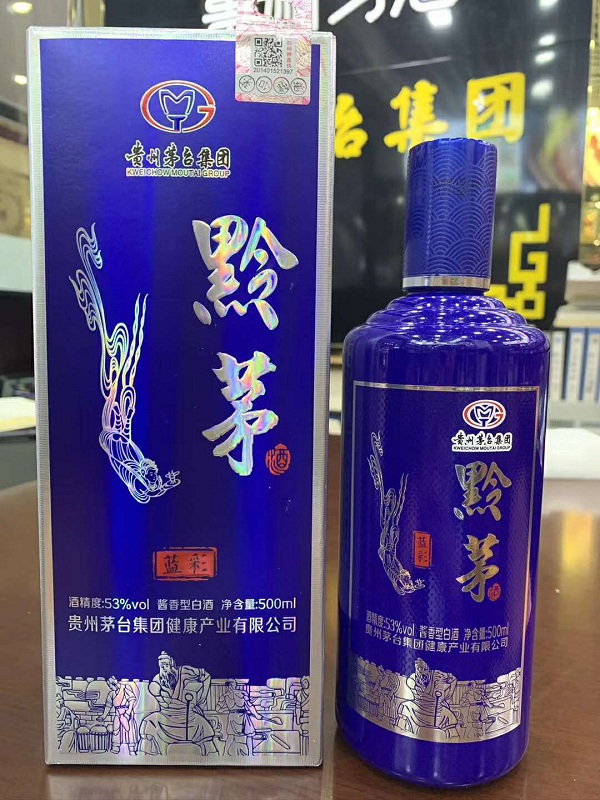 201401521397
贵州茅台集团
KWEICHOW MOUTAI GROUP
黔茅
酒
蓝彩
酒精度:53%vol 酱香型白酒 净含量:500ml
贵州茅台集团健康产业有限公司
台集团
贵州茅台集团
KWEICHOW MOUTAI GROUP
黔茅
酒
蓝彩
酒精度:53%vol 酱香型白酒 净含量:500ml
贵州茅台集团健康产业有限公司